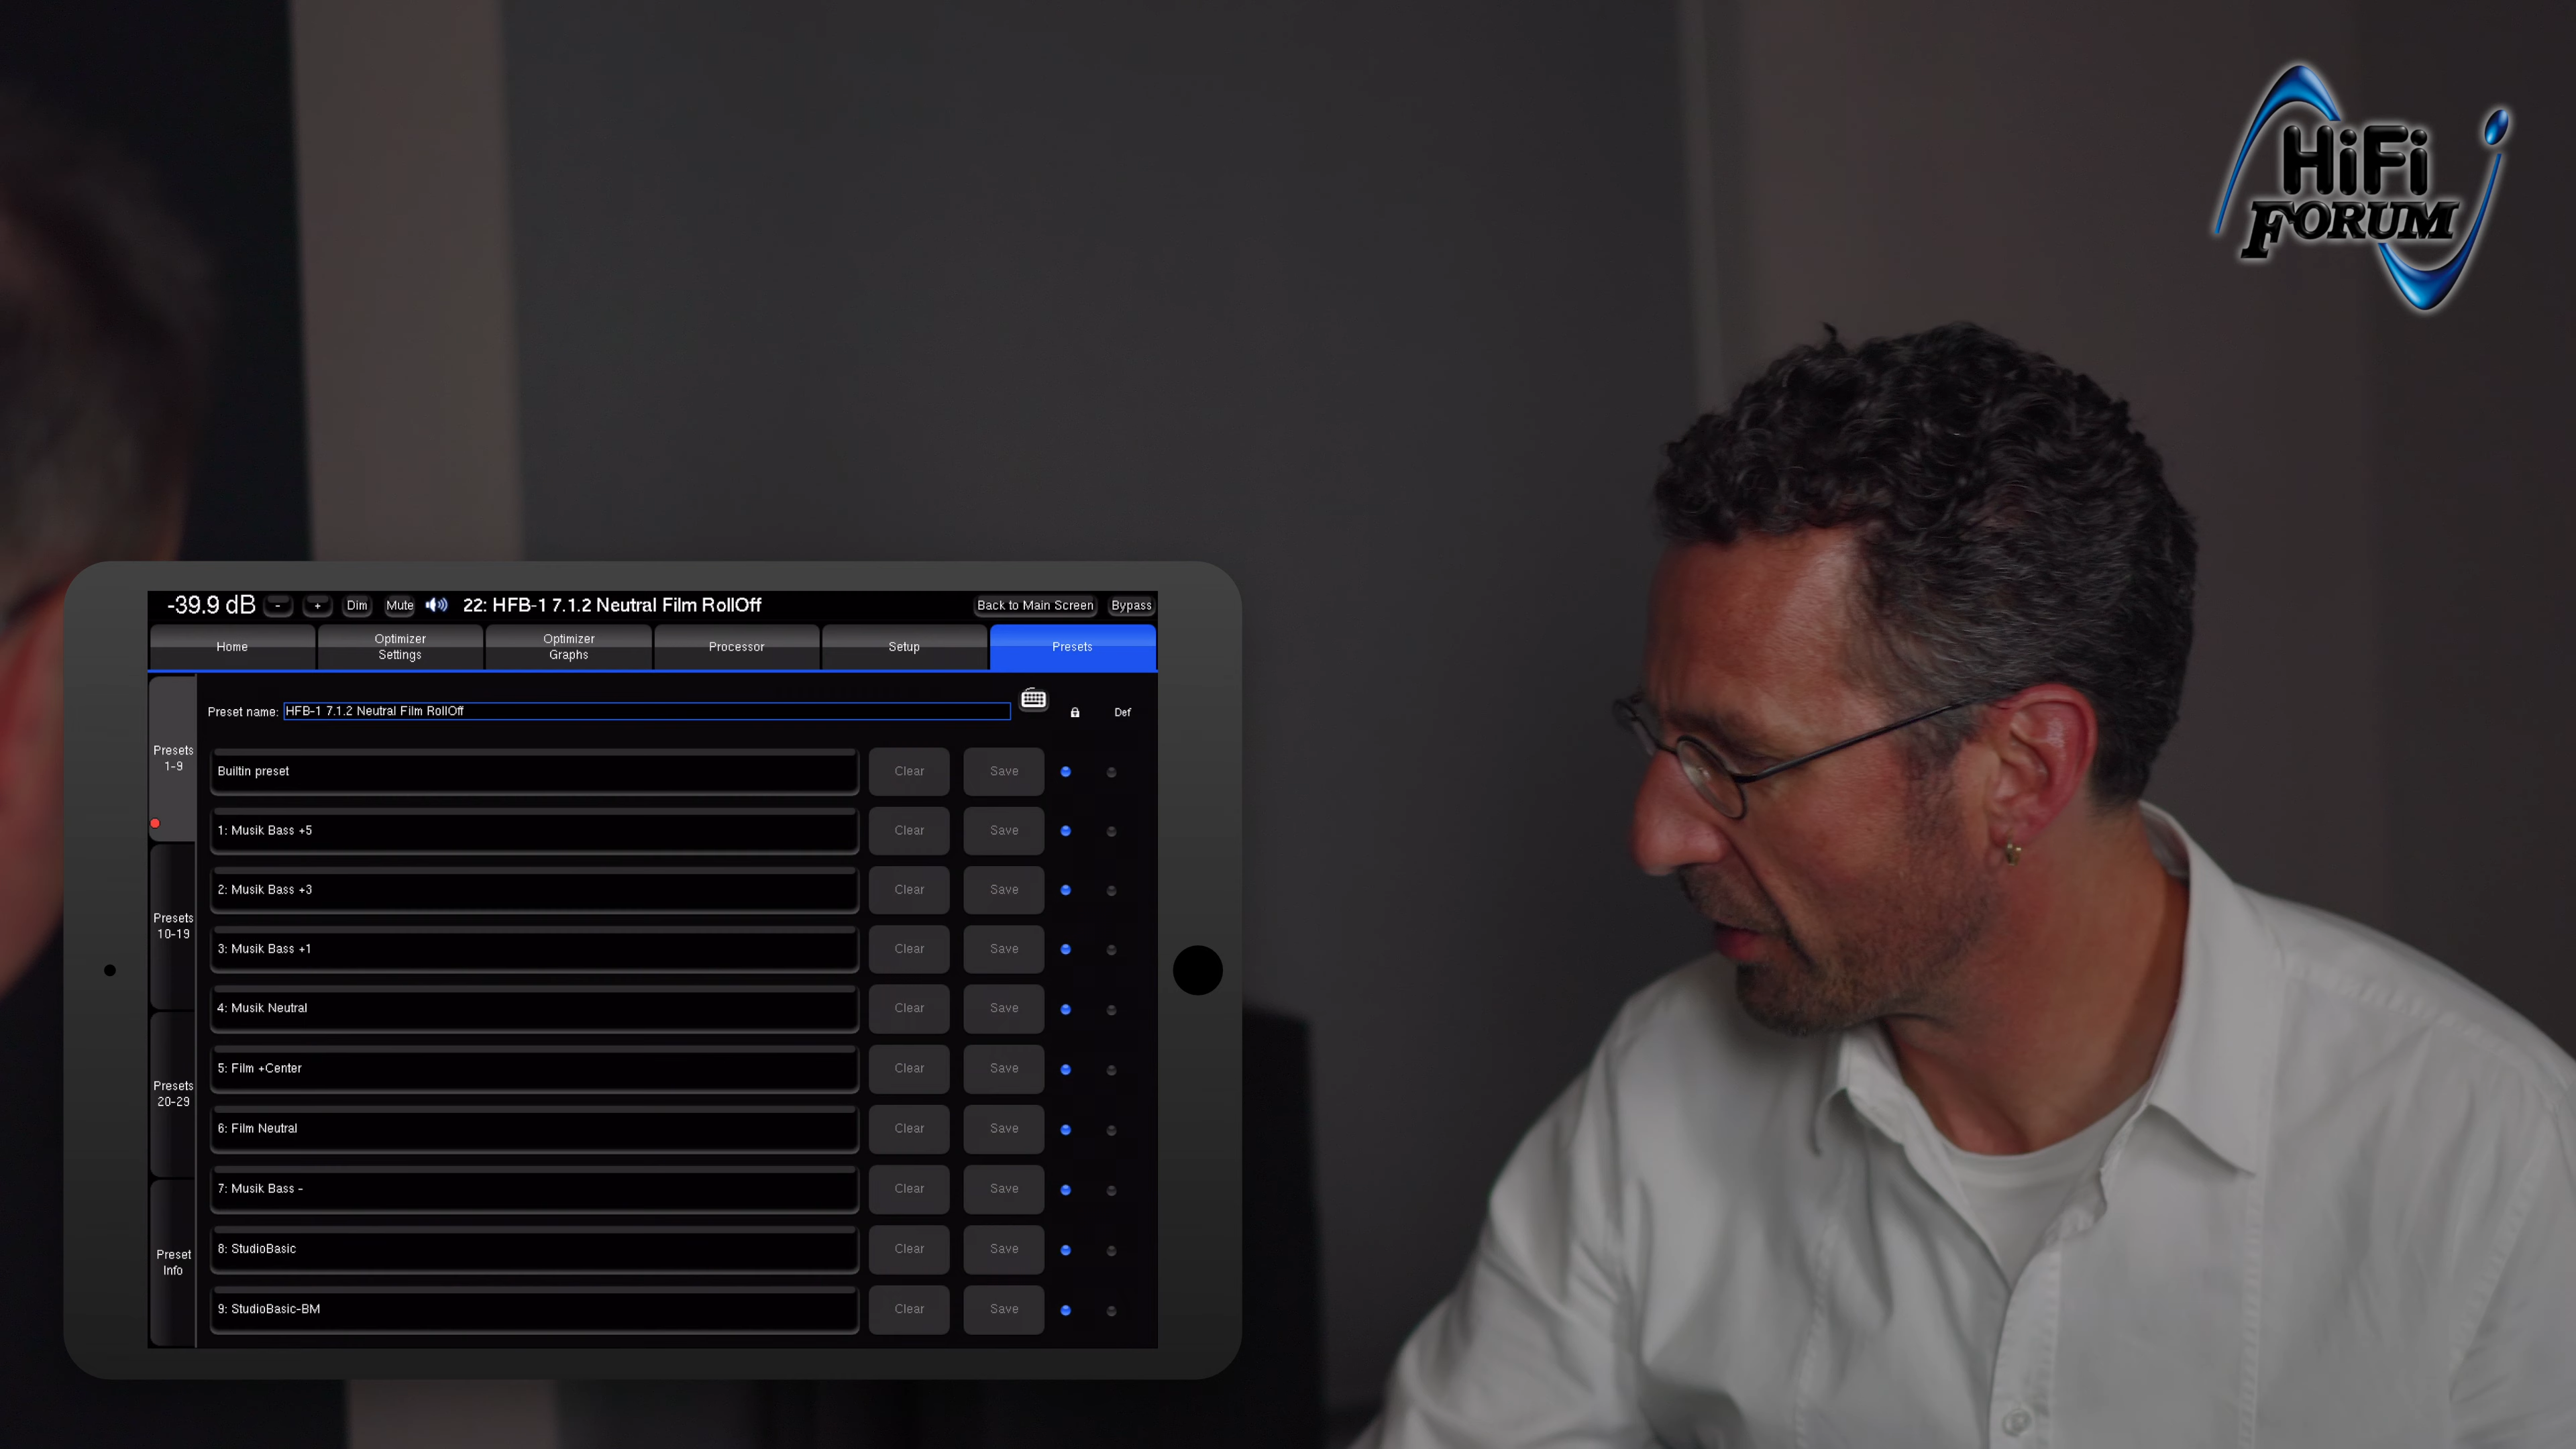 HiFi
FORUM
-39.9 dB - + Dim Mute 22: HFB-1 7.1.2 Neutral Film RollOff Back to Main Screen Bypass
Home
Optimizer
Settings
Optimizer
Graphs
Processor
Setup
Presets
Preset name: HFB-1 7.1.2 Neutral Film RollOff Def
Presets
1-9
Presets
10-19
Presets
20-29
Preset
Info
Builtin preset Clear Save
1: Musik Bass +5 Clear Save
2: Musik Bass +3 Clear Save
3: Musik Bass +1 Clear Save
4: Musik Neutral Clear Save
5: Film +Center Clear Save
6: Film Neutral Clear Save
7: Musik Bass - Clear Save
8: StudioBasic Clear Save
9: StudioBasic-BM Clear Save